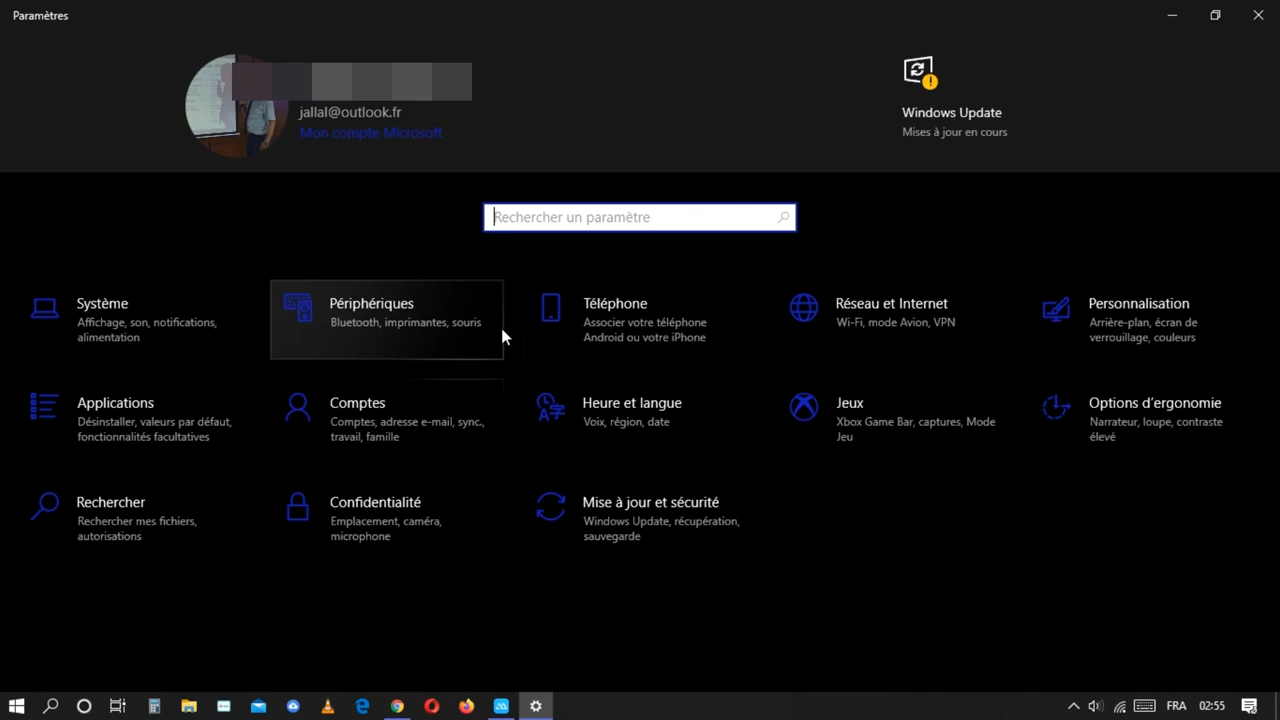 Paramètres
jallal@outlook.fr
Mon compte Microsoft
Windows Update
Mises à jour en cours
Rechercher un paramètre
Système
Affichage, son, notifications,
alimentation
Périphériques
Bluetooth, imprimantes, souris
Téléphone
Associer votre téléphone
Android ou votre iPhone
Réseau et Internet
Wi-Fi, mode Avion, VPN
Personnalisation
Arrière-plan, écran de
verrouillage, couleurs
Applications
Désinstaller, valeurs par défaut,
fonctionnalités facultatives
Comptes
Comptes, adresse e-mail, sync.,
travail, famille
Heure et langue
Voix, région, date
Jeux
Xbox Game Bar, captures, Mode
Jeu
Options d’ergonomie
Narrateur, loupe, contraste
élevé
Rechercher
Rechercher mes fichiers,
autorisations
Confidentialité
Emplacement, caméra,
microphone
Mise à jour et sécurité
Windows Update, récupération,
sauvegarde
FRA
02:55